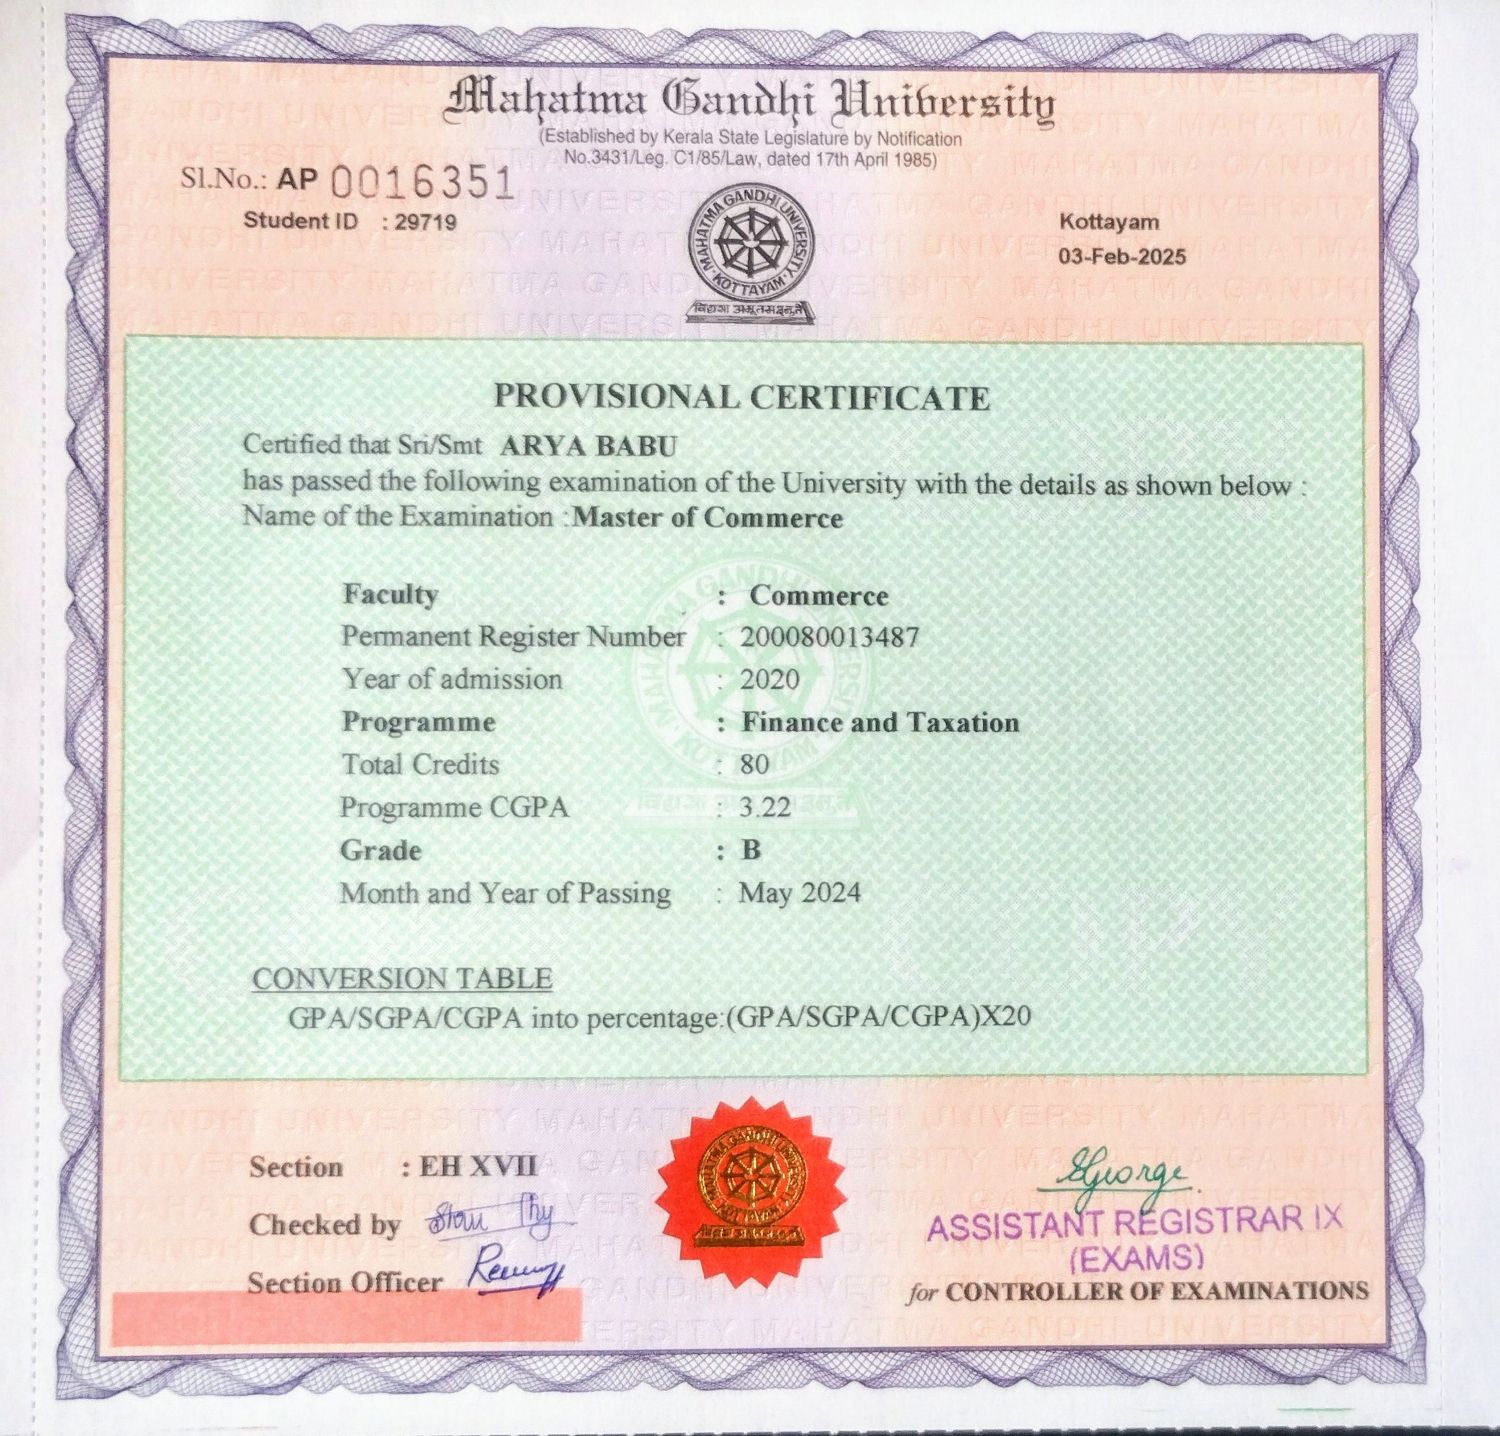 Mahatma Gandhi University
(Established by Kerala State Legislature by Notification
No.3431/Leg. C1/85/Law, dated 17th April 1985)
Sl.No.: AP 0016351
Student ID : 29719
Kottayam
03-Feb-2025
MAHATMA GANDHI UNIVERSITY
KOTTAYAM
PROVISIONAL CERTIFICATE
Certified that Sri/Smt ARYA BABU
has passed the following examination of the University with the details as shown below :
Name of the Examination :Master of Commerce
Faculty : Commerce
Permanent Register Number : 200080013487
Year of admission : 2020
Programme : Finance and Taxation
Total Credits : 80
Programme CGPA : 3.22
Grade : B
Month and Year of Passing : May 2024
CONVERSION TABLE
GPA/SGPA/CGPA into percentage:(GPA/SGPA/CGPA)X20
Section : EH XVII
Checked by
Section Officer
MAHATMA GANDHI UNIVERSITY
KOTTAYAM
SGeorge
ASSISTANT REGISTRAR IX
(EXAMS)
for CONTROLLER OF EXAMINATIONS